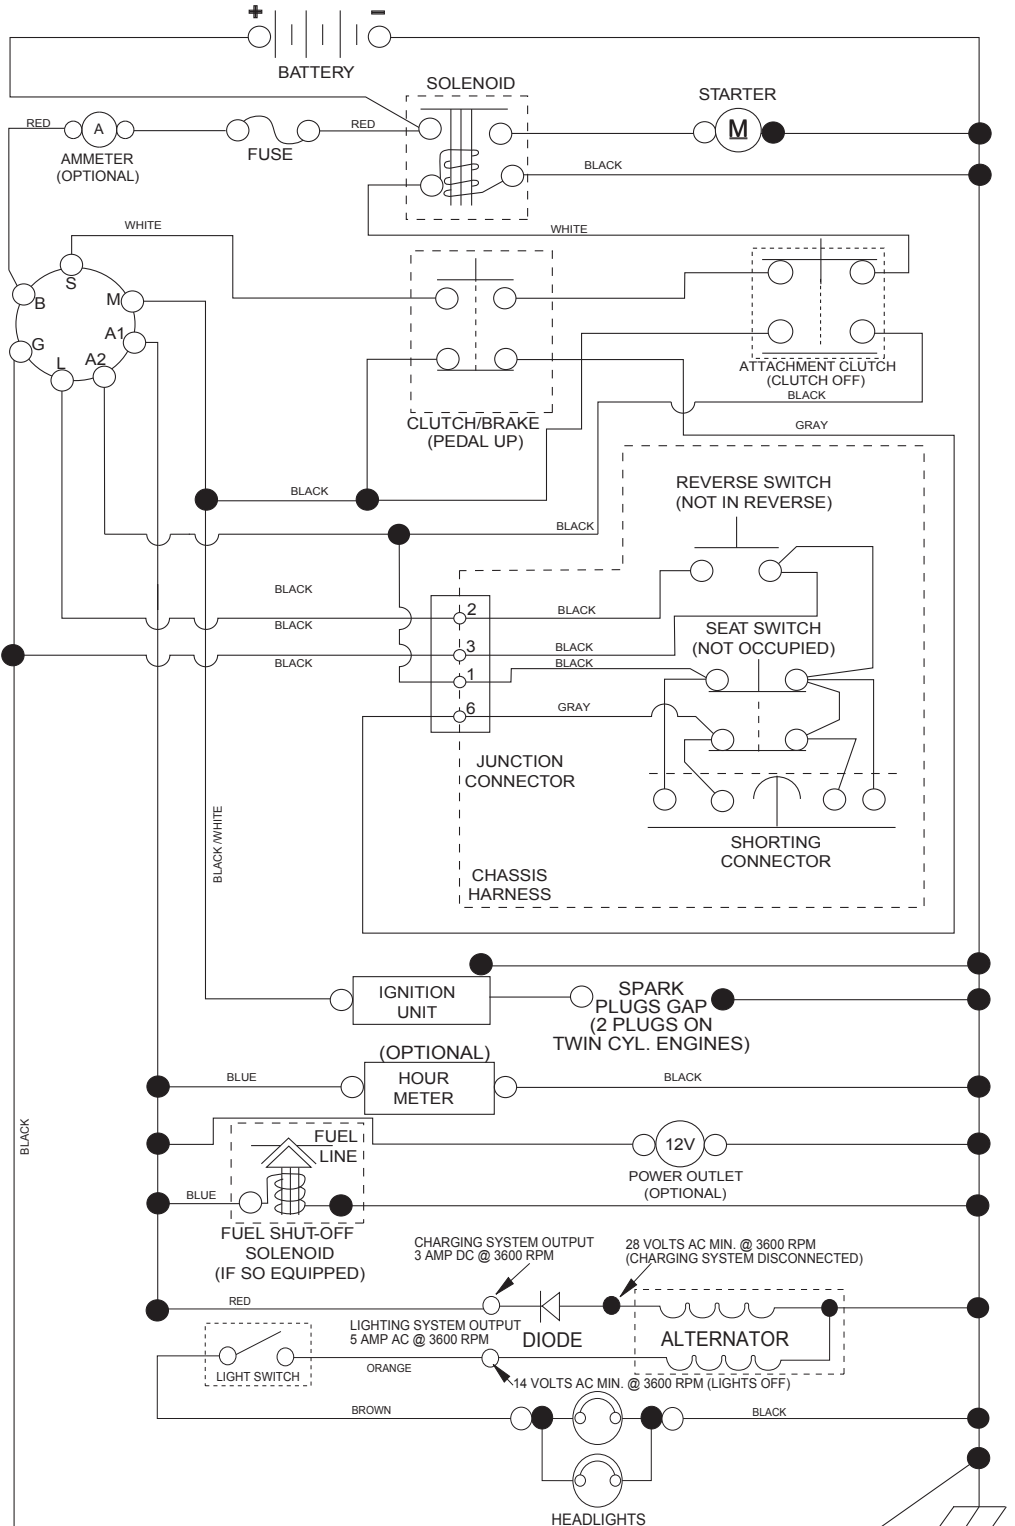 + -
BATTERY
SOLENOID
STARTER
RED
A
RED
M
AMMETER
(OPTIONAL)
FUSE
BLACK
WHITE
WHITE
S
B
M
A1
G
L
A2
ATTACHMENT CLUTCH
(CLUTCH OFF)
BLACK
CLUTCH/BRAKE
(PEDAL UP)
GRAY
REVERSE SWITCH
(NOT IN REVERSE)
BLACK
BLACK
BLACK
2
BLACK
BLACK
SEAT SWITCH
(NOT OCCUPIED)
3
BLACK
BLACK
BLACK
1
6
GRAY
JUNCTION
CONNECTOR
BLACK/WHITE
SHORTING
CONNECTOR
CHASSIS
HARNESS
IGNITION
UNIT
SPARK
PLUGS GAP
(2 PLUGS ON
TWIN CYL. ENGINES)
(OPTIONAL)
HOUR
METER
BLUE
BLACK
BLACK
FUEL
LINE
12V
POWER OUTLET
(OPTIONAL)
BLUE
FUEL SHUT-OFF
SOLENOID
(IF SO EQUIPPED)
CHARGING SYSTEM OUTPUT
3 AMP DC @ 3600 RPM
28 VOLTS AC MIN. @ 3600 RPM
(CHARGING SYSTEM DISCONNECTED)
RED
LIGHTING SYSTEM OUTPUT
5 AMP AC @ 3600 RPM
DIODE
ALTERNATOR
LIGHT SWITCH
ORANGE
14 VOLTS AC MIN. @ 3600 RPM (LIGHTS OFF)
BROWN
BLACK
HEADLIGHTS